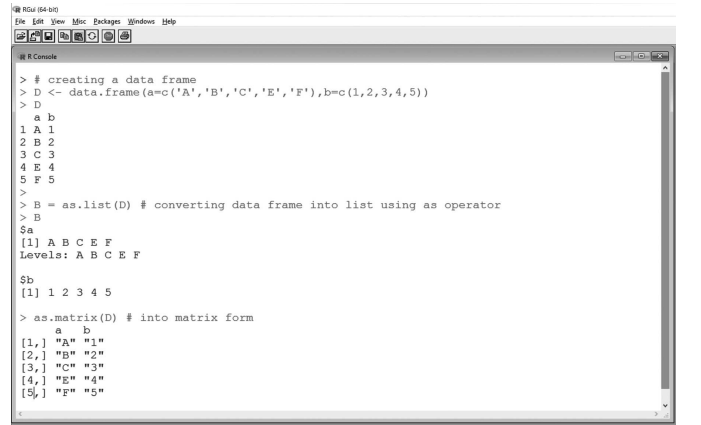 RGui (64-bit)
File Edit View Misc Packages Windows Help
R Console
> # creating a data frame
> D <- data.frame(a=c('A','B','C','E','F'),b=c(1,2,3,4,5))
> D
  a b
1 A 1
2 B 2
3 C 3
4 E 4
5 F 5
>
> B = as.list(D) # converting data frame into list using as operator
> B
$a
[1] A B C E F
Levels: A B C E F
$b
[1] 1 2 3 4 5
> as.matrix(D) # into matrix form
     a   b
[1,] "A" "1"
[2,] "B" "2"
[3,] "C" "3"
[4,] "E" "4"
[5,] "F" "5"